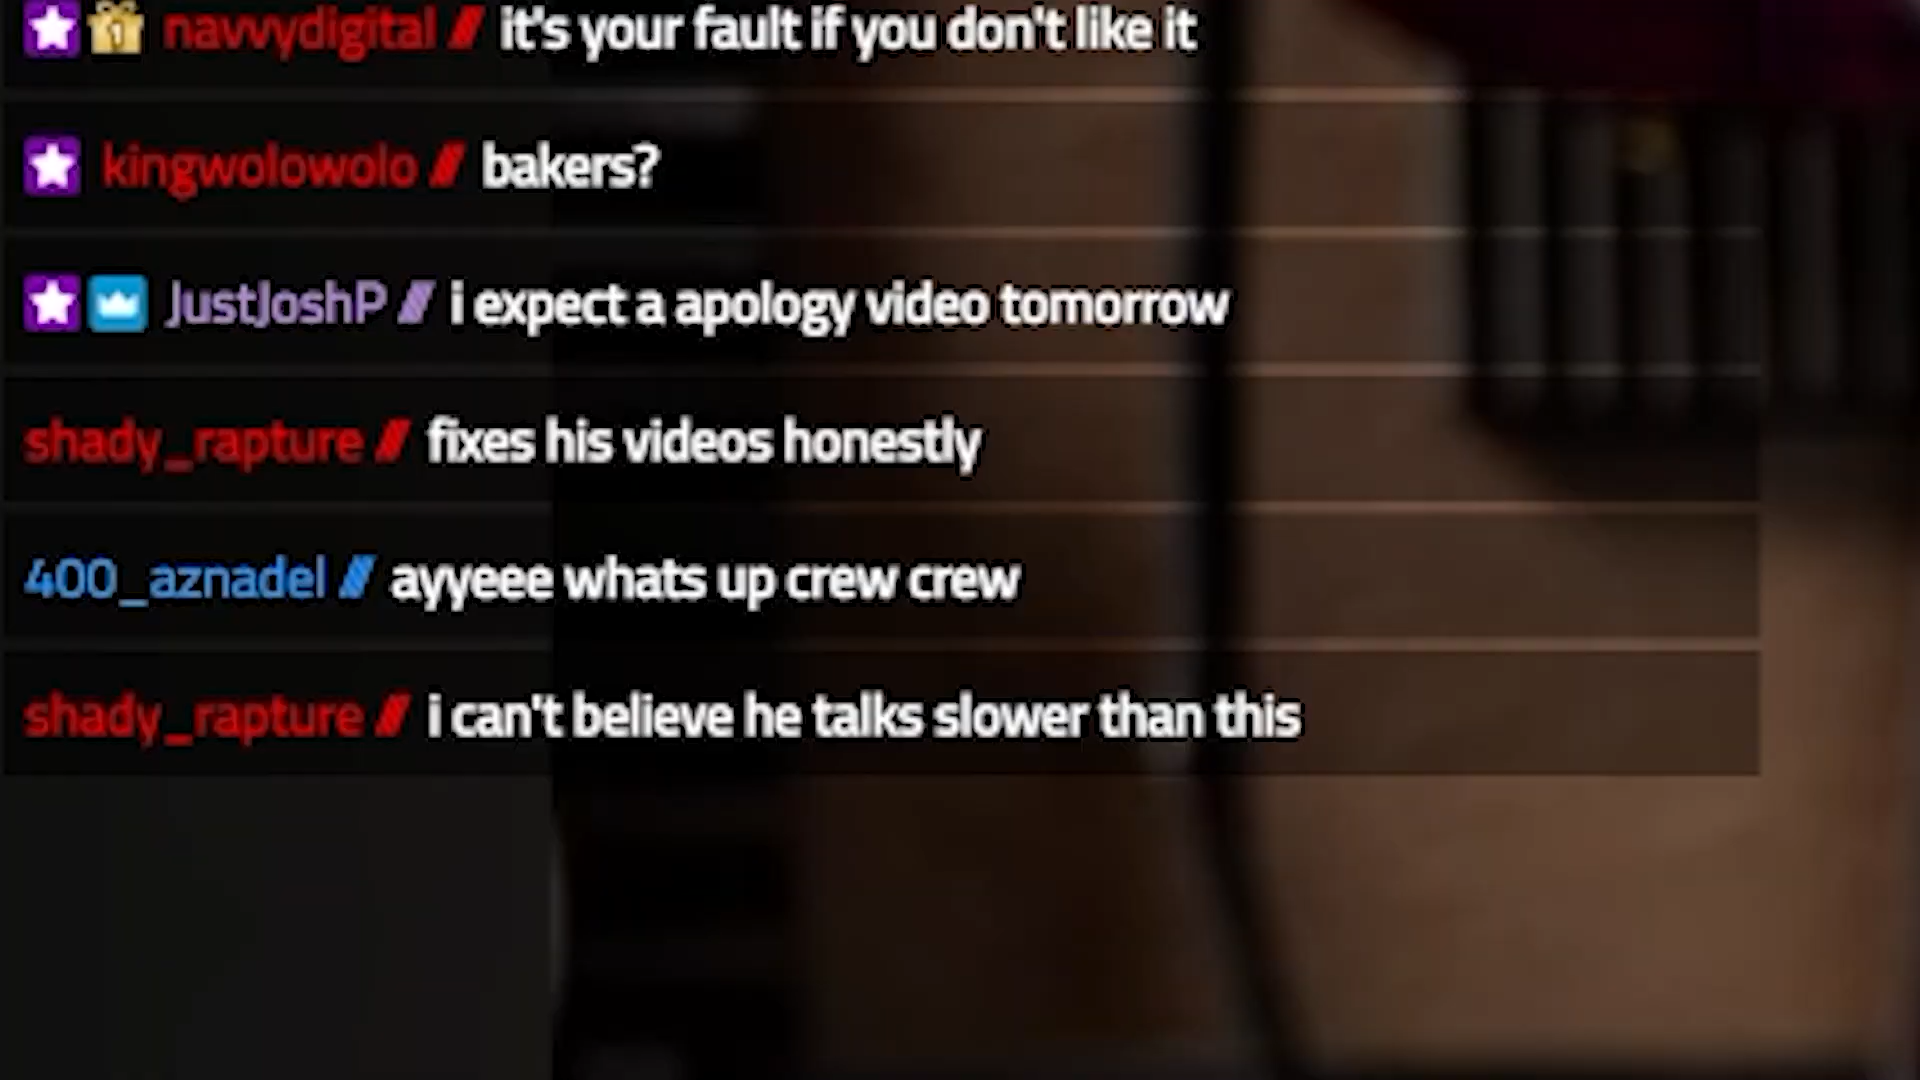 navvydigital // it's your fault if you don't like it
kingwolowolo // bakers?
JustJoshP // i expect a apology video tomorrow
shady_rapture // fixes his videos honestly
400_aznadel // ayyeee whats up crew crew
shady_rapture // i can't believe he talks slower than this